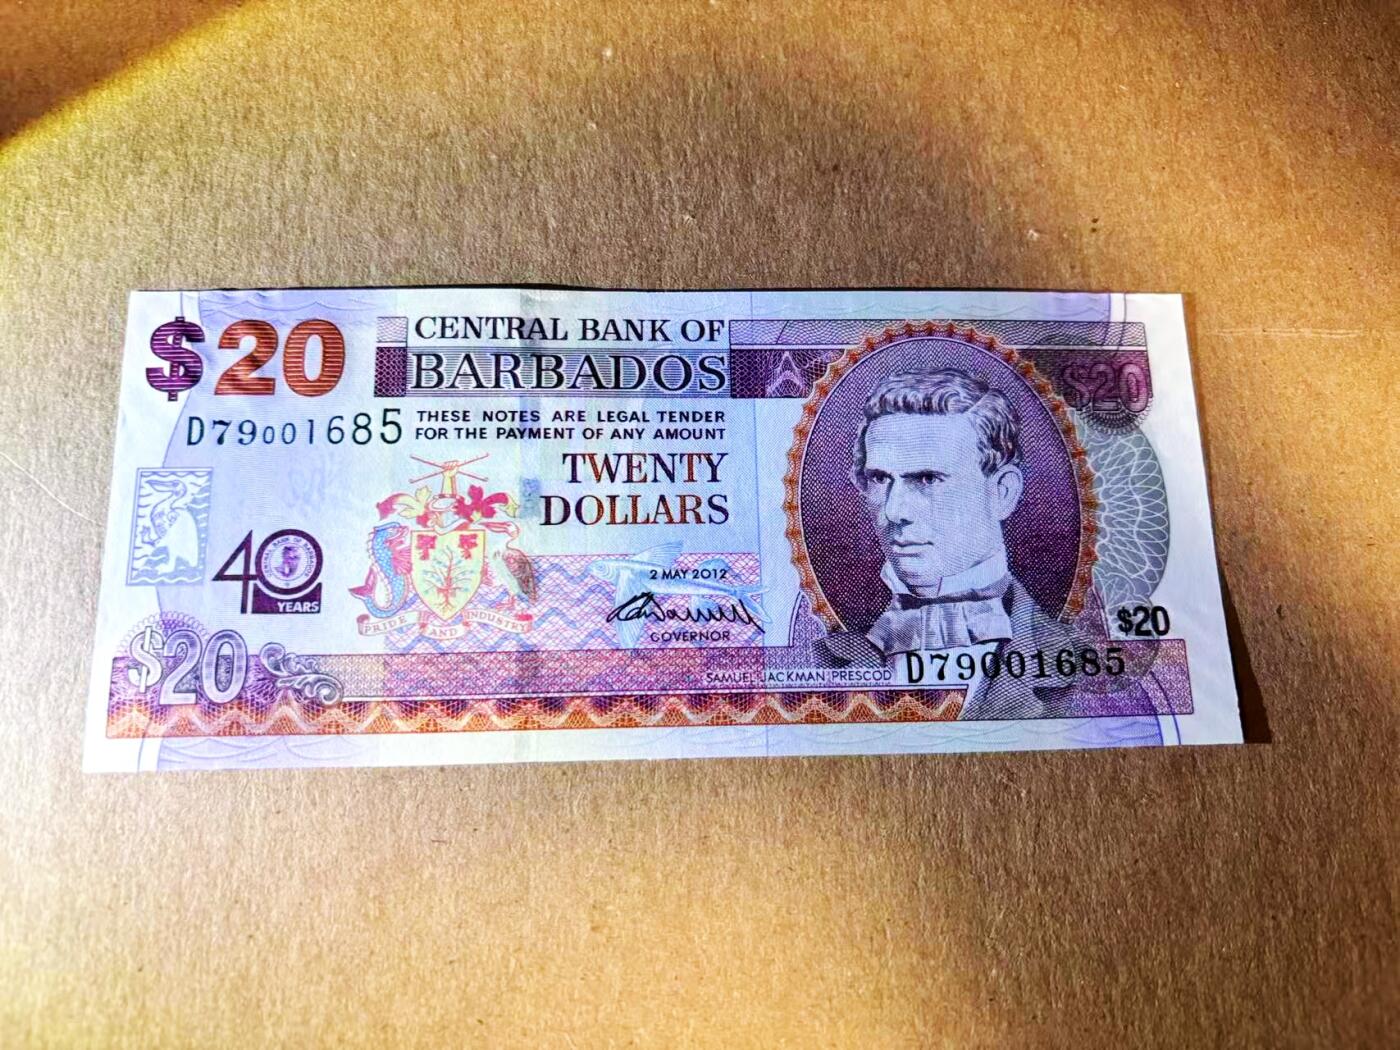 $20
CENTRAL BANK OF
BARBADOS
$20
D79001685
THESE NOTES ARE LEGAL TENDER
FOR THE PAYMENT OF ANY AMOUNT
TWENTY
DOLLARS
40
YEARS
2 MAY 2012
GOVERNOR
PRIDE AND INDUSTRY
$20
$20
SAMUEL JACKMAN PRESCOD
D79001685